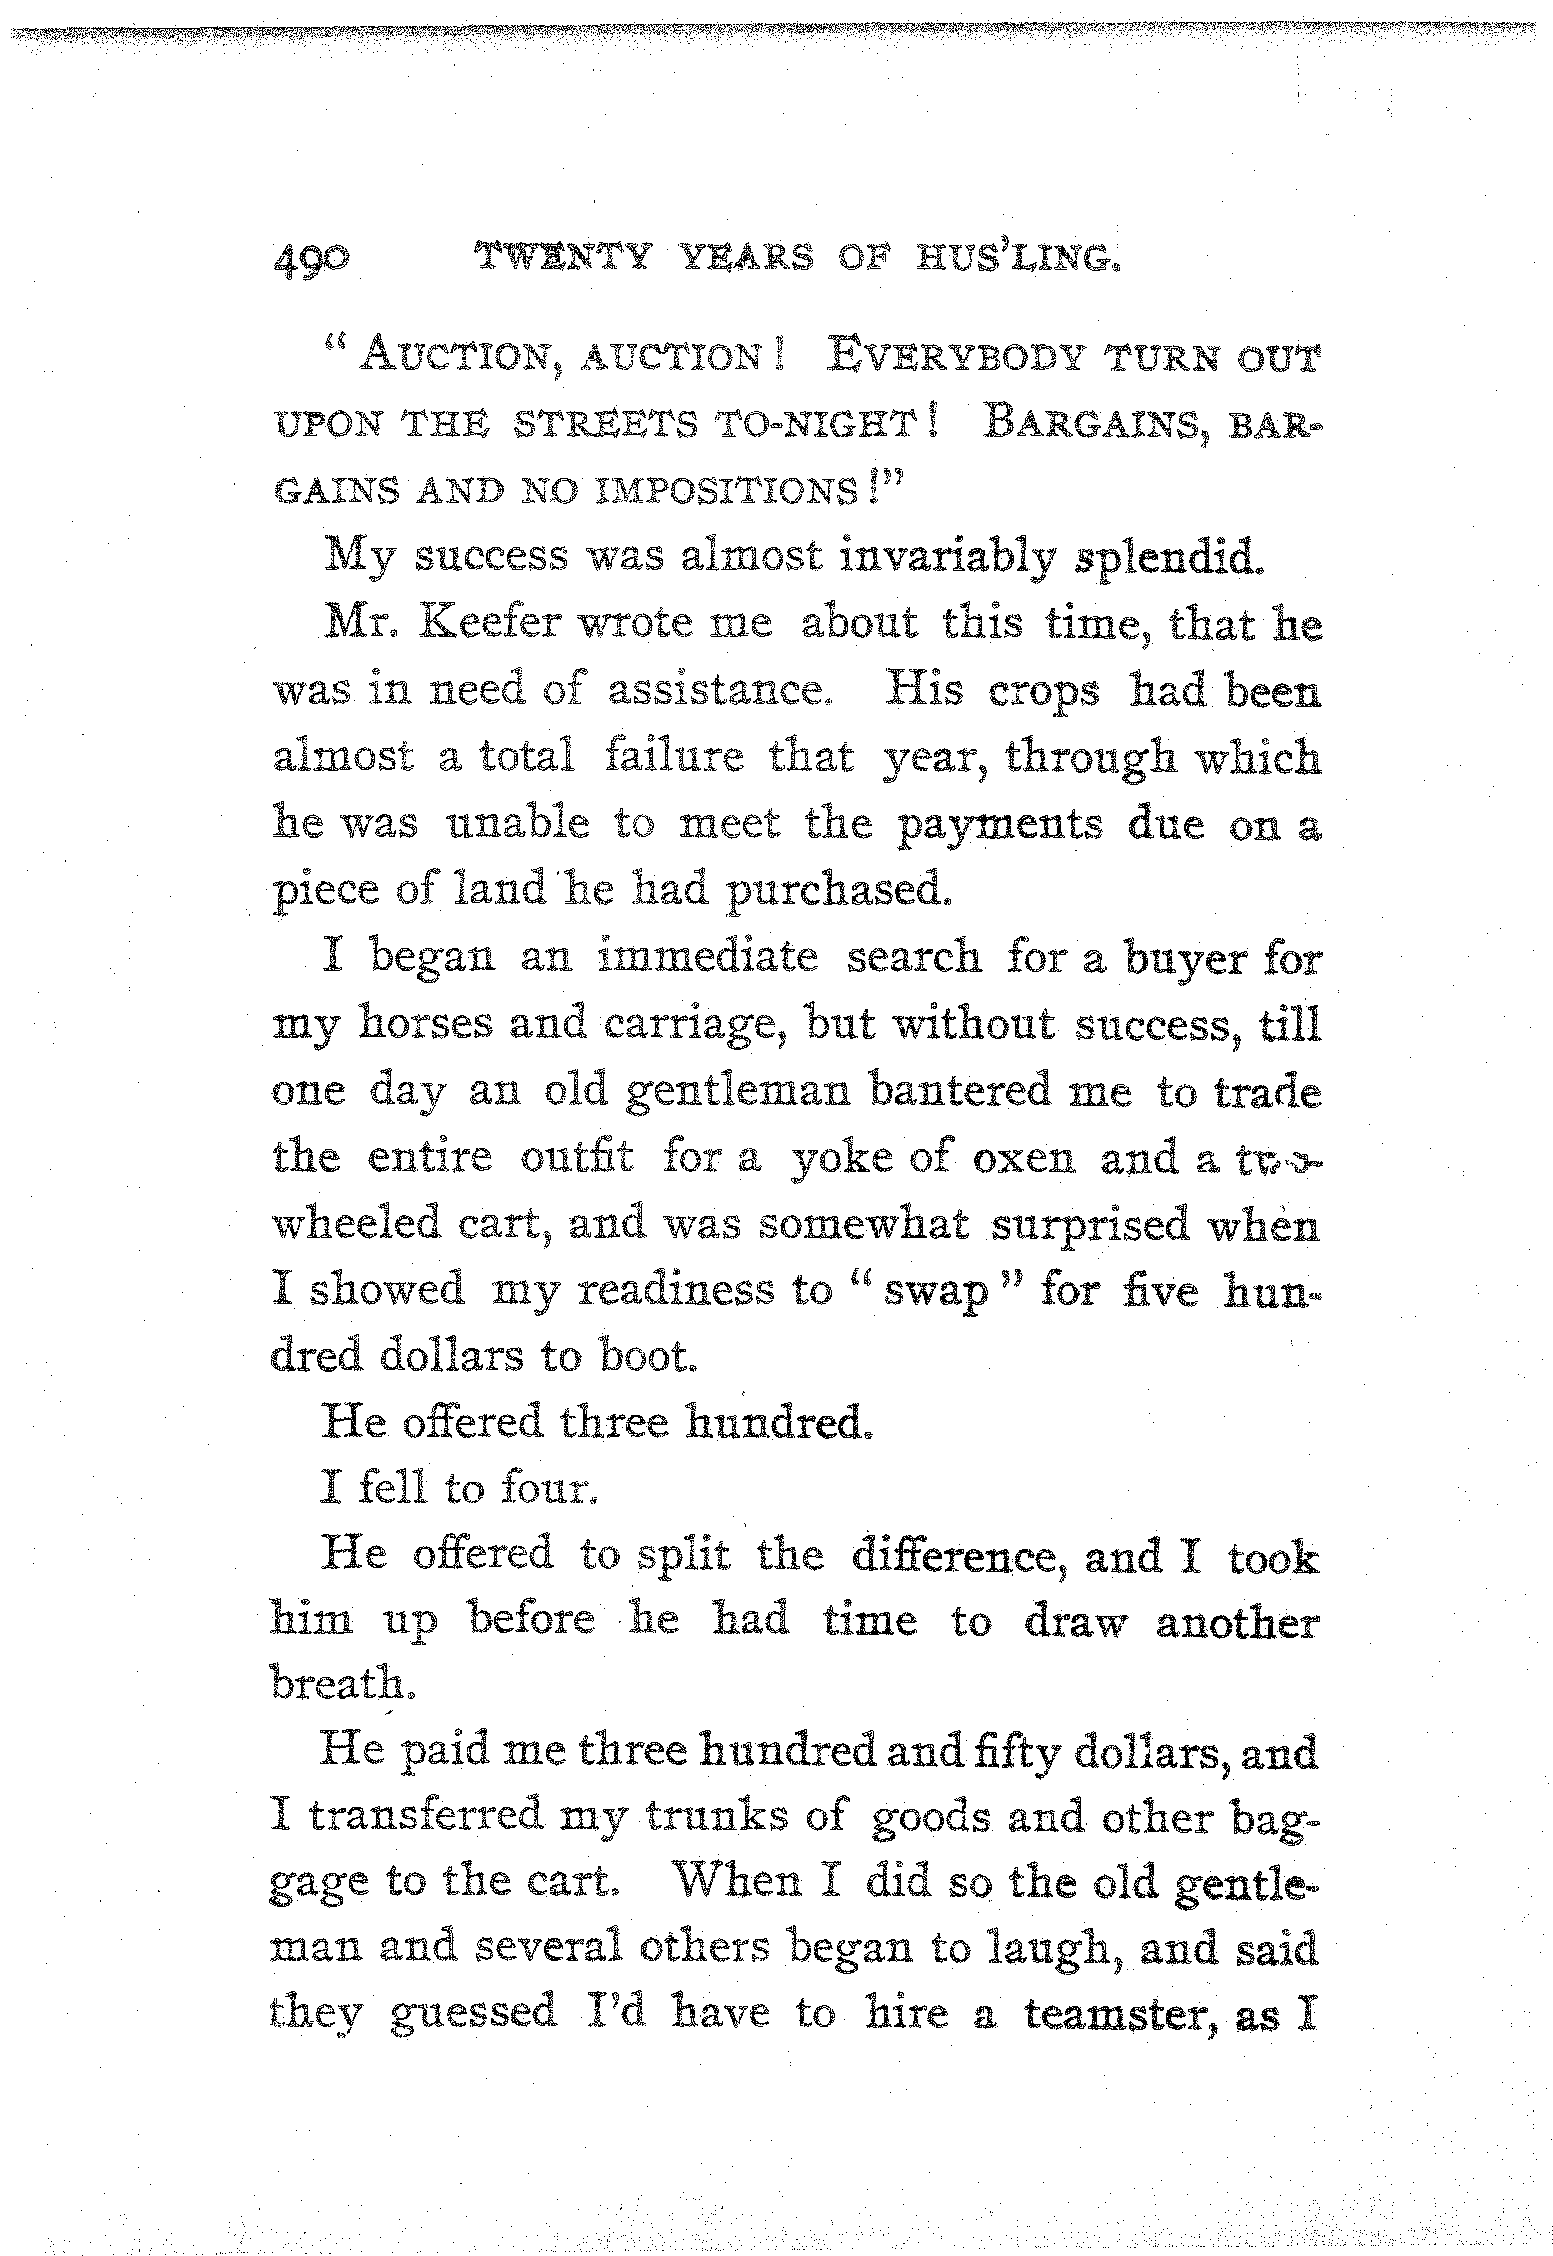 490 TWENTY YEARS OF HUS'LING.
" AUCTION, AUCTION! EVERYBODY TURN OUT
UPON THE STREETS TO-NIGHT! BARGAINS, BAR-
GAINS AND NO IMPOSITIONS!"
My success was almost invariably splendid.
Mr. Keefer wrote me about this time, that he
was in need of assistance. His crops had been
almost a total failure that year, through which
he was unable to meet the payments due on a
piece of land he had purchased.
I began an immediate search for a buyer for
my horses and carriage, but without success, till
one day an old gentleman bantered me to trade
the entire outfit for a yoke of oxen and a two-
wheeled cart, and was somewhat surprised when
I showed my readiness to " swap " for five hun-
dred dollars to boot.
He offered three hundred.
I fell to four.
He offered to split the difference, and I took
him up before he had time to draw another
breath.
He paid me three hundred and fifty dollars, and
I transferred my trunks of goods and other bag-
gage to the cart. When I did so the old gentle-
man and several others began to laugh, and said
they guessed I'd have to hire a teamster, as I